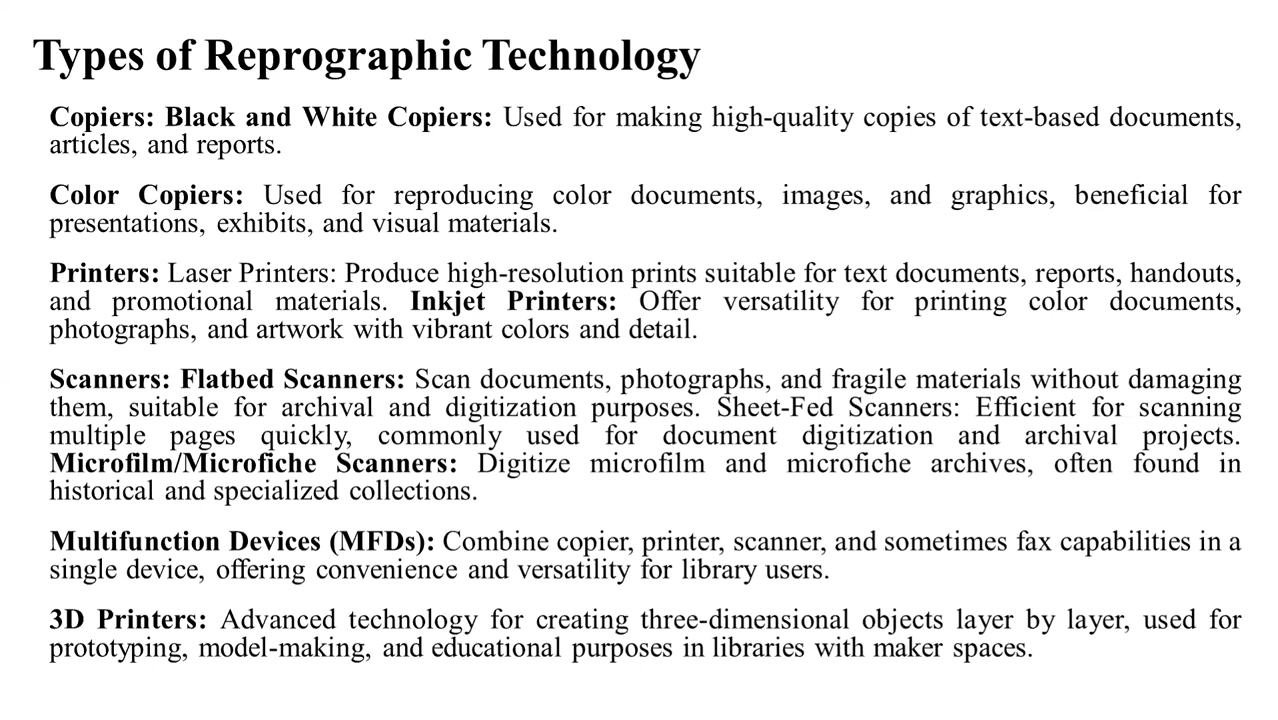 Types of Reprographic Technology
Copiers: Black and White Copiers: Used for making high-quality copies of text-based documents,
articles, and reports.
Color Copiers: Used for reproducing color documents, images, and graphics, beneficial for
presentations, exhibits, and visual materials.
Printers: Laser Printers: Produce high-resolution prints suitable for text documents, reports, handouts,
and promotional materials. Inkjet Printers: Offer versatility for printing color documents,
photographs, and artwork with vibrant colors and detail.
Scanners: Flatbed Scanners: Scan documents, photographs, and fragile materials without damaging
them, suitable for archival and digitization purposes. Sheet-Fed Scanners: Efficient for scanning
multiple pages quickly, commonly used for document digitization and archival projects.
Microfilm/Microfiche Scanners: Digitize microfilm and microfiche archives, often found in
historical and specialized collections.
Multifunction Devices (MFDs): Combine copier, printer, scanner, and sometimes fax capabilities in a
single device, offering convenience and versatility for library users.
3D Printers: Advanced technology for creating three-dimensional objects layer by layer, used for
prototyping, model-making, and educational purposes in libraries with maker spaces.